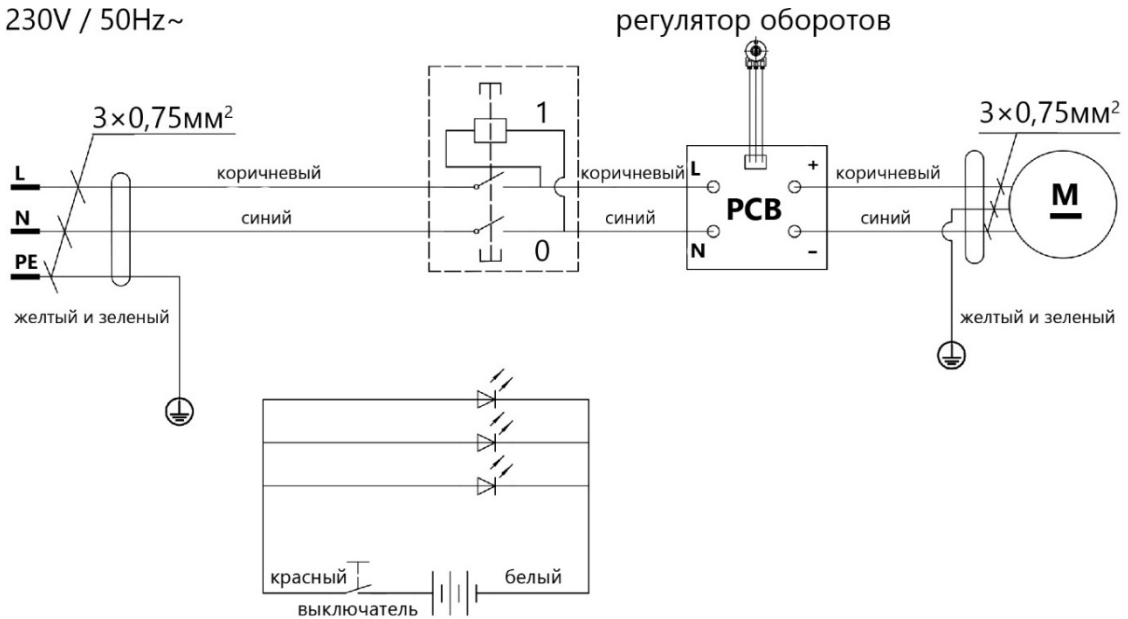 230V / 50Hz~
регулятор оборотов
3×0,75мм²
3×0,75мм²
1
L
коричневый
коричневый
L
+
коричневый
M
N
синий
синий
PCB
синий
PE
0
N
–
желтый и зеленый
желтый и зеленый
красный
белый
выключатель